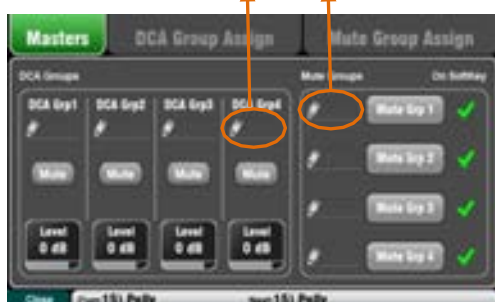 Masters DCA Group Assign Mute Group Assign
DCA Groups Mute Groups On SoftKey
DCA Grp1 DCA Grp2 DCA Grp3 DCA Grp4
Mute Grp 1
Mute Mute Mute Mute
Mute Grp 2
Mute Grp 3
Level Level Level Level
0 dB 0 dB 0 dB 0 dB
Mute Grp 4
Close